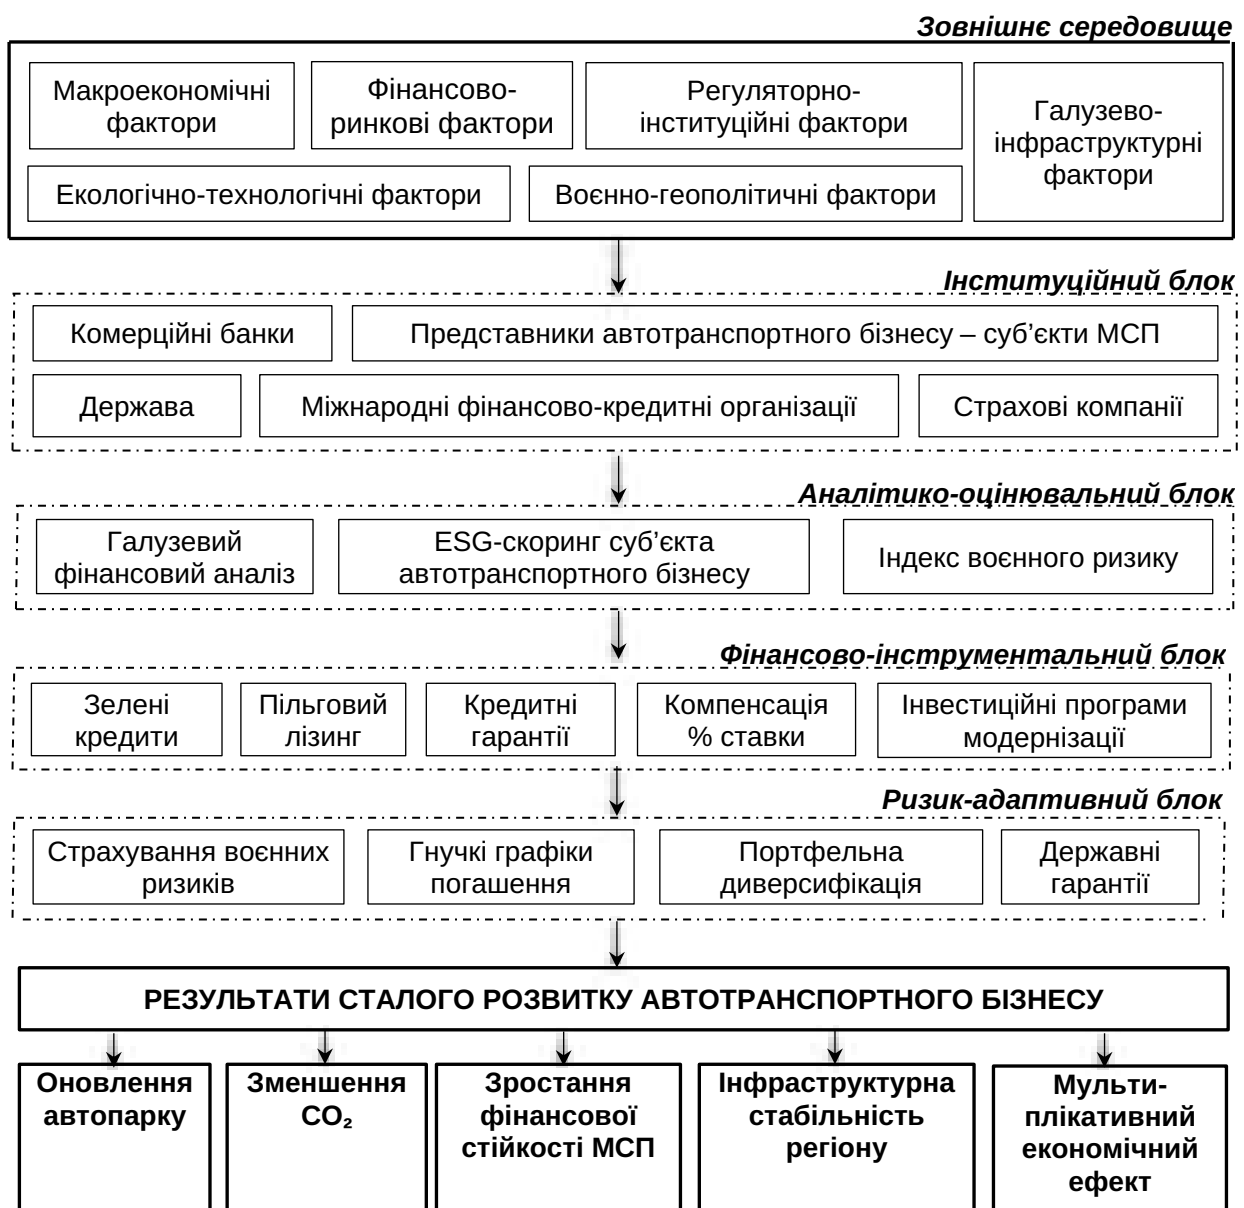 Зовнішнє середовище
Макроекономічні
фактори
Фінансово-
ринкові фактори
Регуляторно-
інституційні фактори
Галузево-
інфраструктурні
фактори
Екологічно-технологічні фактори
Воєнно-геополітичні фактори
Інституційний блок
Комерційні банки
Представники автотранспортного бізнесу – суб’єкти МСП
Держава
Міжнародні фінансово-кредитні організації
Страхові компанії
Аналітико-оцінювальний блок
Галузевий
фінансовий аналіз
ESG-скоринг суб’єкта
автотранспортного бізнесу
Індекс воєнного ризику
Фінансово-інструментальний блок
Зелені
кредити
Пільговий
лізинг
Кредитні
гарантії
Компенсація
% ставки
Інвестиційні програми
модернізації
Ризик-адаптивний блок
Страхування воєнних
ризиків
Гнучкі графіки
погашення
Портфельна
диверсифікація
Державні
гарантії
РЕЗУЛЬТАТИ СТАЛОГО РОЗВИТКУ АВТОТРАНСПОРТНОГО БІЗНЕСУ
Оновлення
автопарку
Зменшення
CO₂
Зростання
фінансової
стійкості МСП
Інфраструктурна
стабільність
регіону
Мульти-
плікативний
економічний
ефект